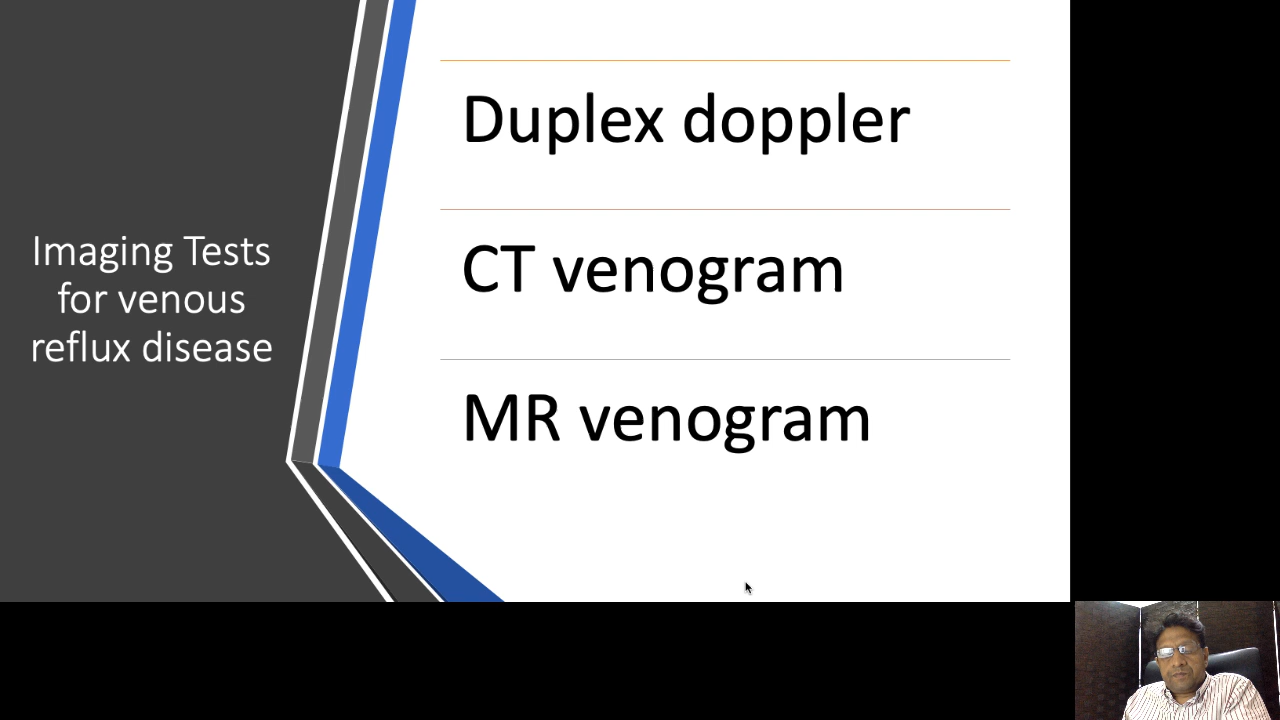 Imaging Tests
for venous
reflux disease
Duplex doppler
CT venogram
MR venogram